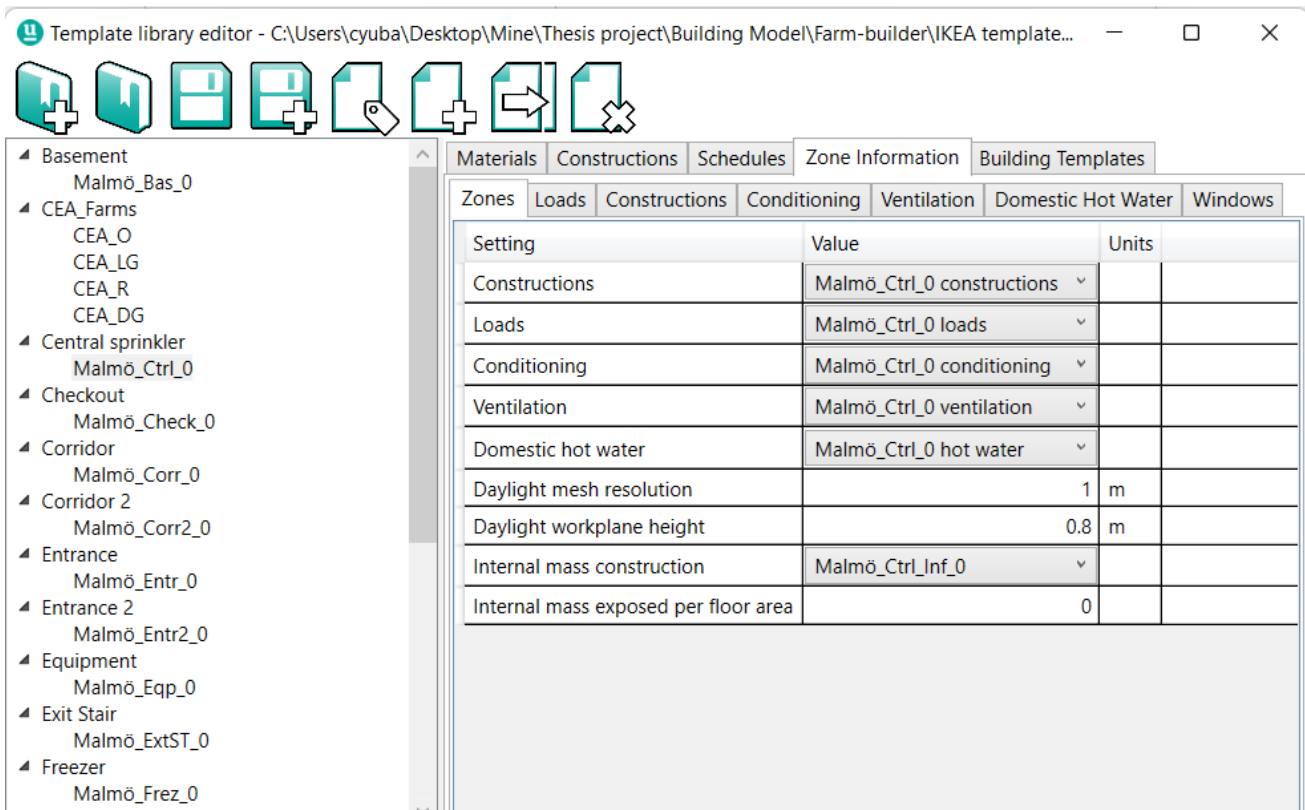 Template library editor - C:\Users\cyuba\Desktop\Mine\Thesis project\Building Model\Farm-builder\IKEA template...
Basement
Malmö_Bas_0
CEA_Farms
CEA_O
CEA_LG
CEA_R
CEA_DG
Central sprinkler
Malmö_Ctrl_0
Checkout
Malmö_Check_0
Corridor
Malmö_Corr_0
Corridor 2
Malmö_Corr2_0
Entrance
Malmö_Entr_0
Entrance 2
Malmö_Entr2_0
Equipment
Malmö_Eqp_0
Exit Stair
Malmö_ExtST_0
Freezer
Malmö_Frez_0
Materials Constructions Schedules Zone Information Building Templates
Zones Loads Constructions Conditioning Ventilation Domestic Hot Water Windows
Setting Value Units
Constructions Malmö_Ctrl_0 constructions
Loads Malmö_Ctrl_0 loads
Conditioning Malmö_Ctrl_0 conditioning
Ventilation Malmö_Ctrl_0 ventilation
Domestic hot water Malmö_Ctrl_0 hot water
Daylight mesh resolution 1 m
Daylight workplane height 0.8 m
Internal mass construction Malmö_Ctrl_Inf_0
Internal mass exposed per floor area 0